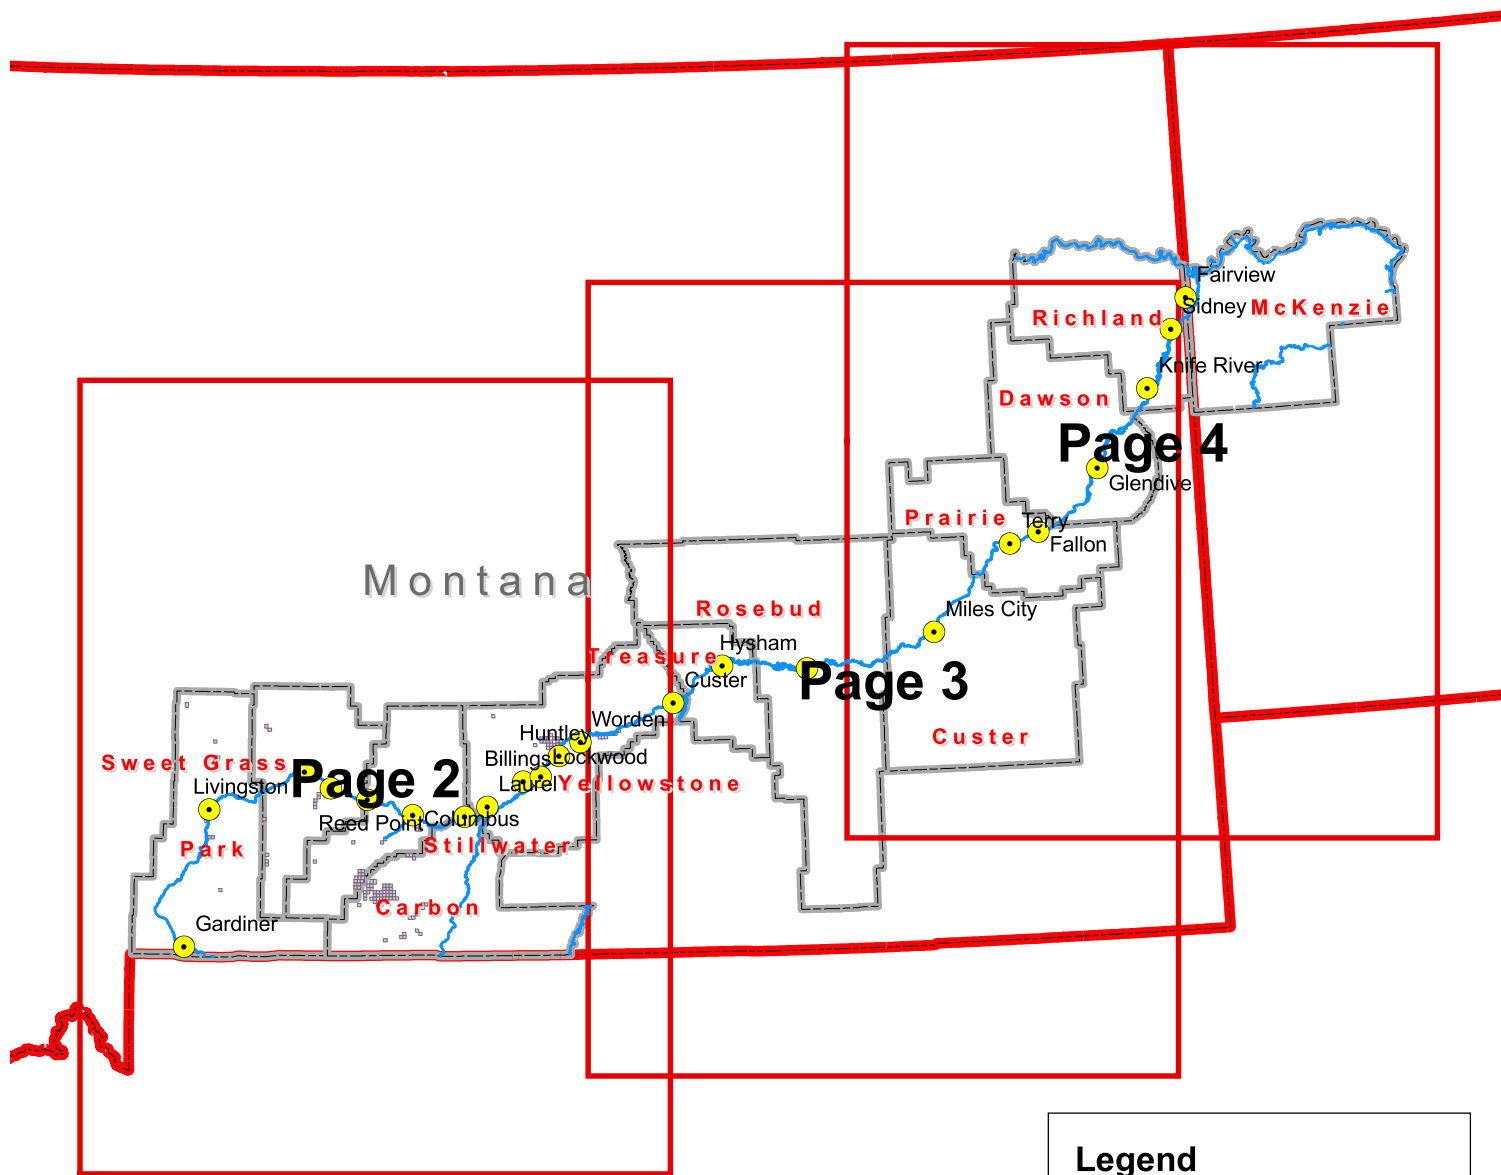 Fairview
Sidney
McKenzie
Richland
Knife River
Dawson
Page 4
Glendive
Prairie
Terry
Fallon
Montana
Rosebud
Miles City
Hysham
Treasure
Page 3
Custer
Worden
Huntley
Custer
Billings
Lockwood
Sweet Grass
Page 2
Livingston
Laurel
Yellowstone
Reed Point
Columbus
Stillwater
Park
Carbon
Gardiner
Legend